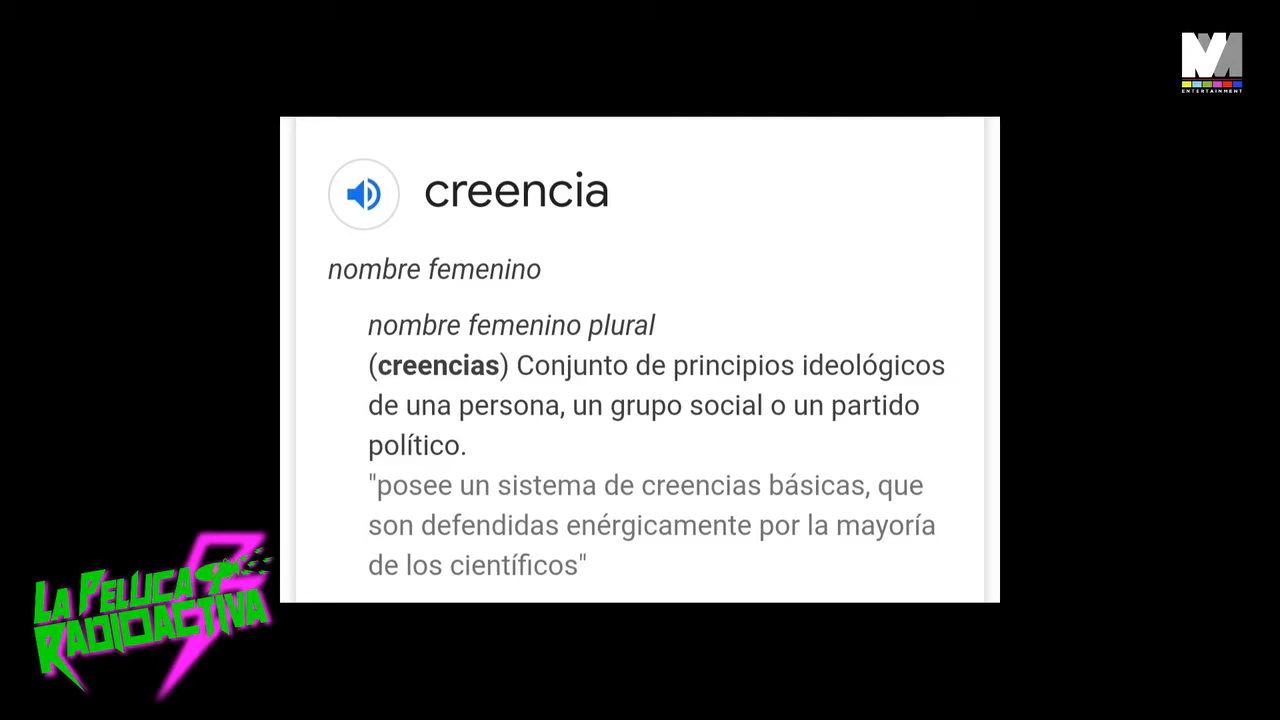 ENTERTAINMENT
creencia
nombre femenino
nombre femenino plural
(creencias) Conjunto de principios ideológicos
de una persona, un grupo social o un partido
político.
"posee un sistema de creencias básicas, que
son defendidas enérgicamente por la mayoría
de los científicos"
LA PELUCA
RADIOACTIVA